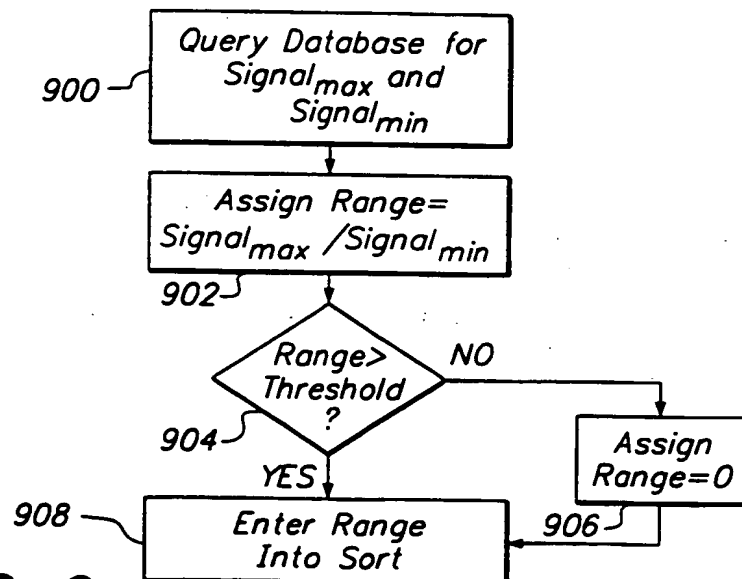 Query Database for
900
Signalmax and
Signalmin
Assign Range=
Signalmax /Signalmin
902
Range>
Threshold
?
NO
904
YES
Assign
Range=0
906
908
Enter Range
Into Sort